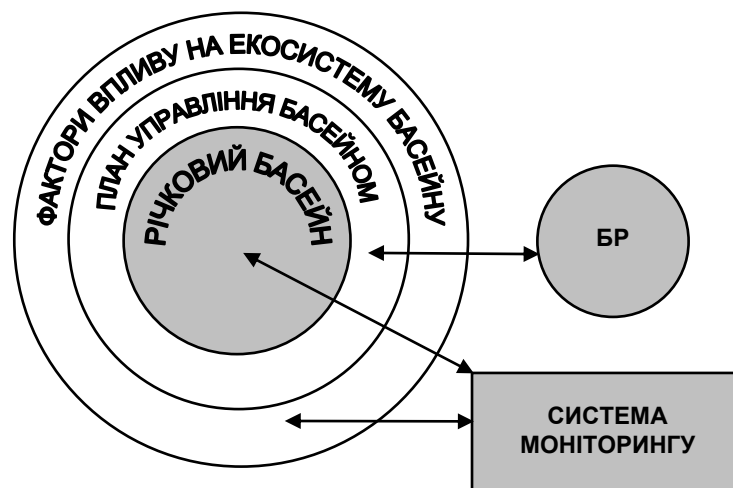 ФАКТОРИ ВПЛИВУ НА ЕКОСИСТЕМУ БАСЕЙНУ
ПЛАН УПРАВЛІННЯ БАСЕЙНОМ
РІЧКОВИЙ БАСЕЙН
БР
СИСТЕМА
МОНІТОРИНГУ